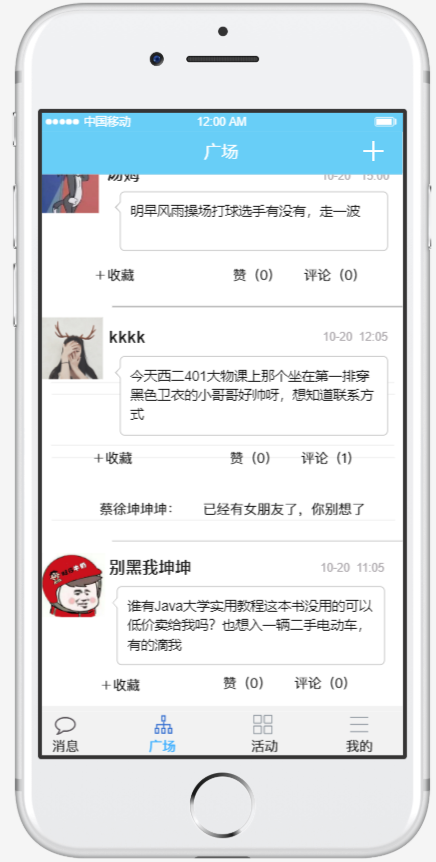 中国移动 12:00 AM
广场
汤姆 10-20 15:00
明早风雨操场打球选手有没有，走一波
+收藏 赞（0） 评论（0）
kkkk 10-20 12:05
今天西二401大物课上那个坐在第一排穿
黑色卫衣的小哥哥好帅呀，想知道联系方
式
+收藏 赞（0） 评论（1）
蔡徐坤坤坤： 已经有女朋友了，你别想了
别黑我坤坤 10-20 11:05
谁有Java大学实用教程这本书没用的可以
低价卖给我吗？也想入一辆二手电动车，
有的滴我
+收藏 赞（0） 评论（0）
消息 广场 活动 我的